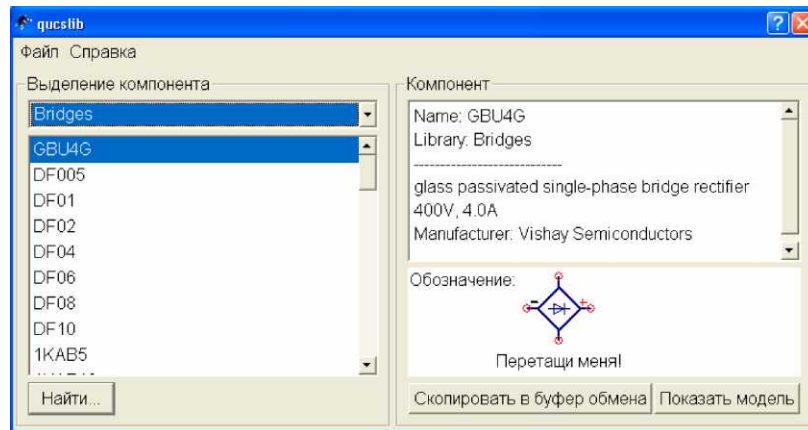 qucslib
Файл Справка
Выделение компонента
Bridges
GBU4G
DF005
DF01
DF02
DF04
DF06
DF08
DF10
1KAB5
Найти...
Компонент
Name: GBU4G
Library: Bridges
----------------------------
glass passivated single-phase bridge rectifier
400V, 4.0A
Manufacturer: Vishay Semiconductors
Обозначение:
- +
Перетащи меня!
Скопировать в буфер обмена Показать модель